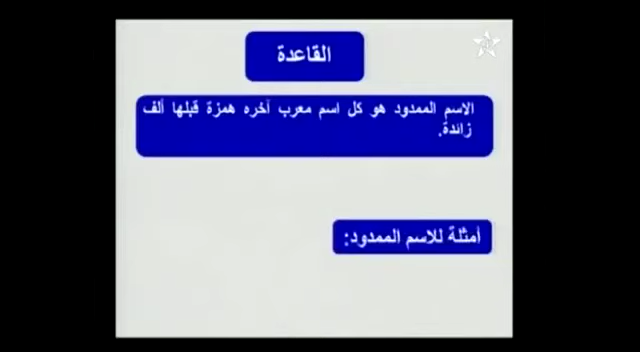 القاعدة
الاسم الممدود هو كل اسم معرب آخره همزة قبلها ألف
زائدة.
أمثلة للاسم الممدود: